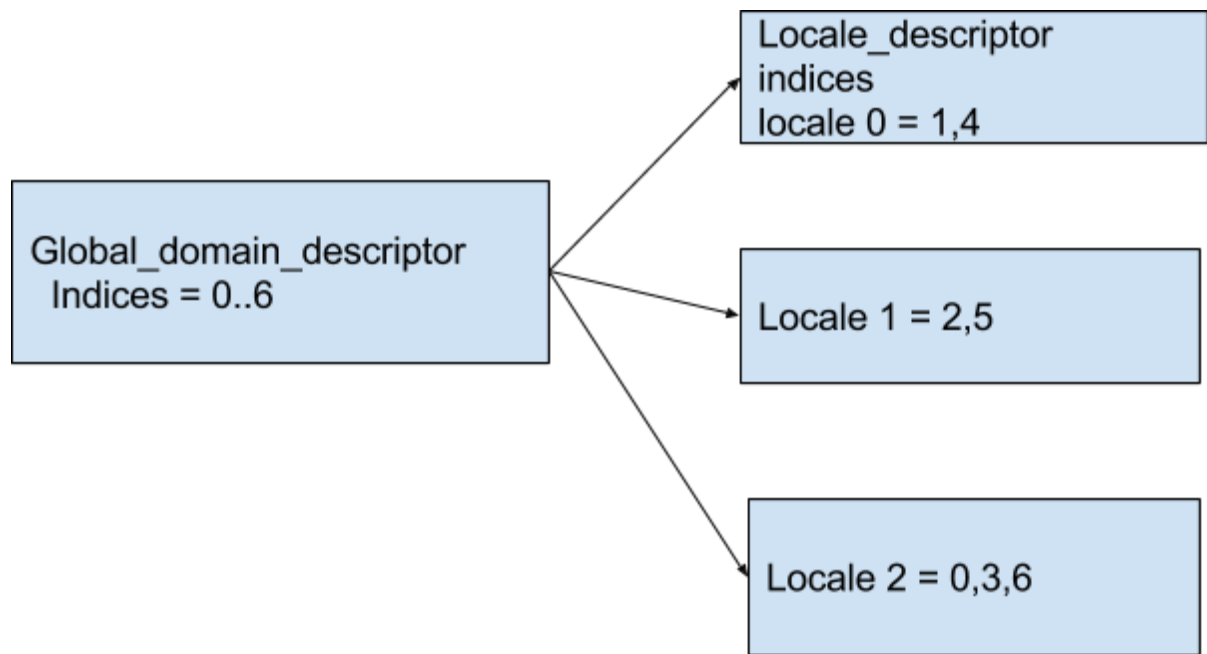 Global_domain_descriptor
Indices = 0..6
Locale_descriptor
indices
locale 0 = 1,4
Locale 1 = 2,5
Locale 2 = 0,3,6